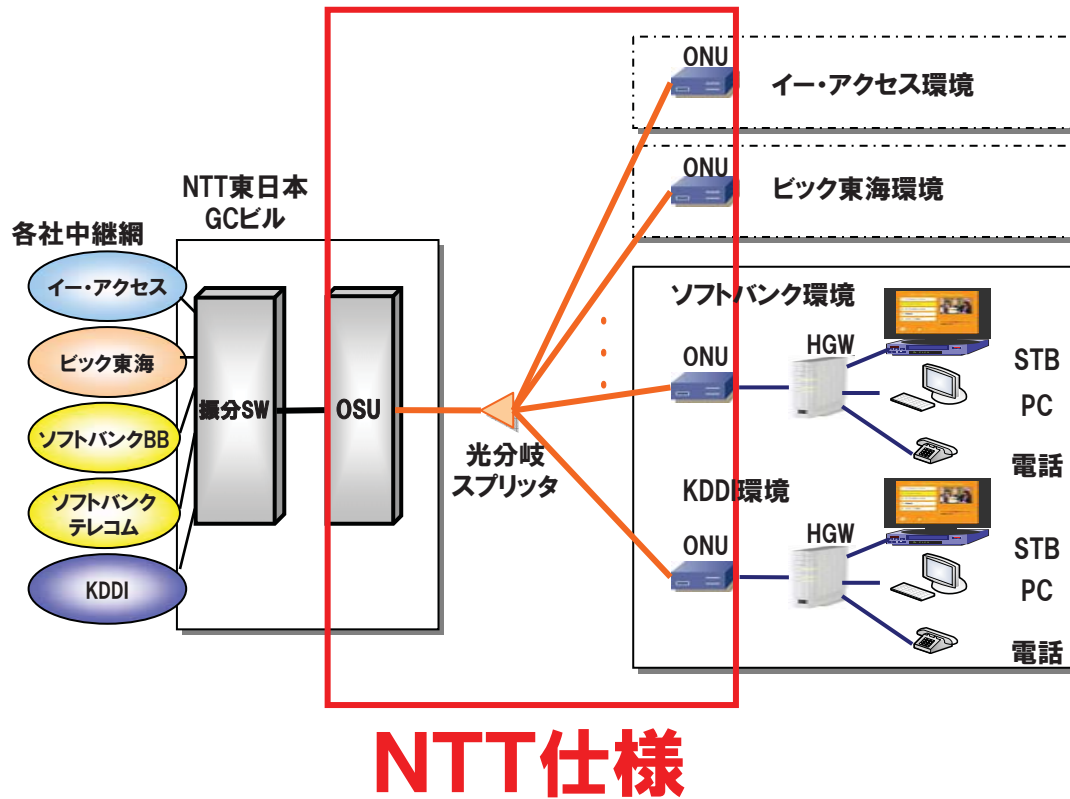 ONU
イー・アクセス環境
ONU
ビック東海環境
NTT東日本
GCビル
各社中継網
イー・アクセス
ビック東海
ソフトバンクBB
ソフトバンク
テレコム
KDDI
振分SW
OSU
光分岐
スプリッタ
ソフトバンク環境
ONU
HGW
STB
PC
電話
KDDI環境
ONU
HGW
STB
PC
電話
NTT仕様